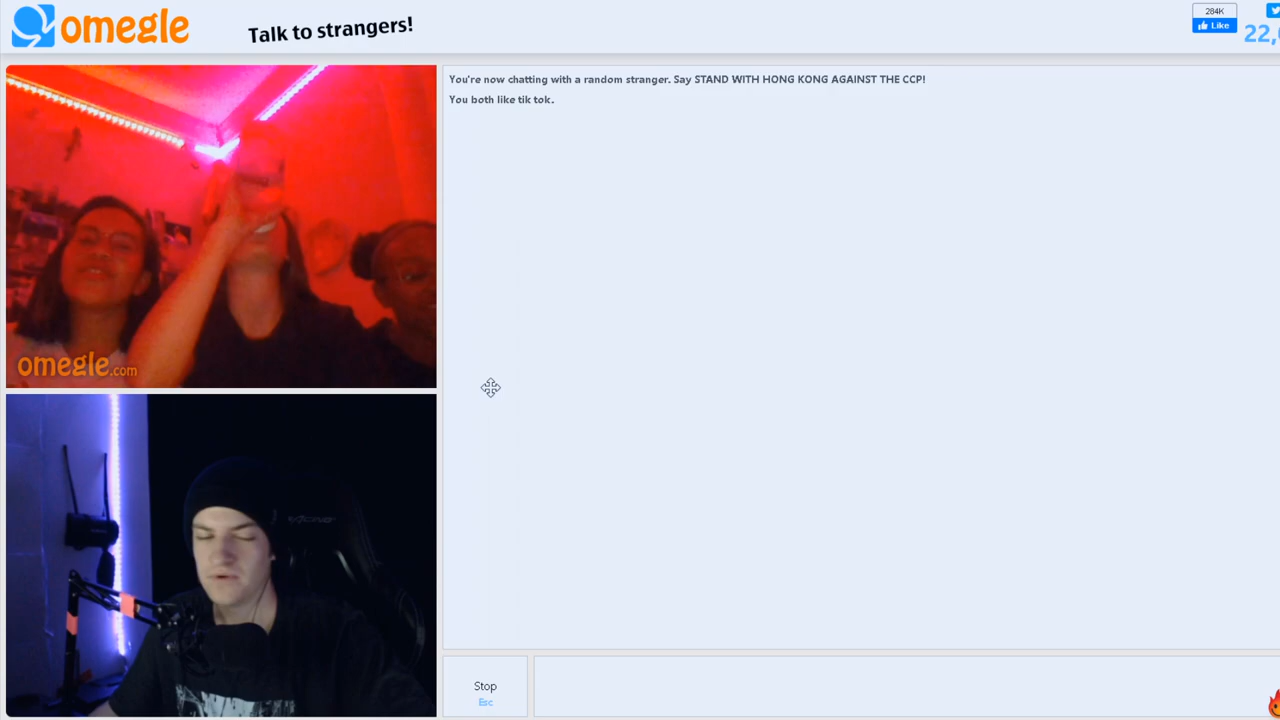 omegle
Talk to strangers!
284K
Like
22,
You're now chatting with a random stranger. Say STAND WITH HONG KONG AGAINST THE CCP!
You both like tik tok.
omegle.com
Stop
Esc